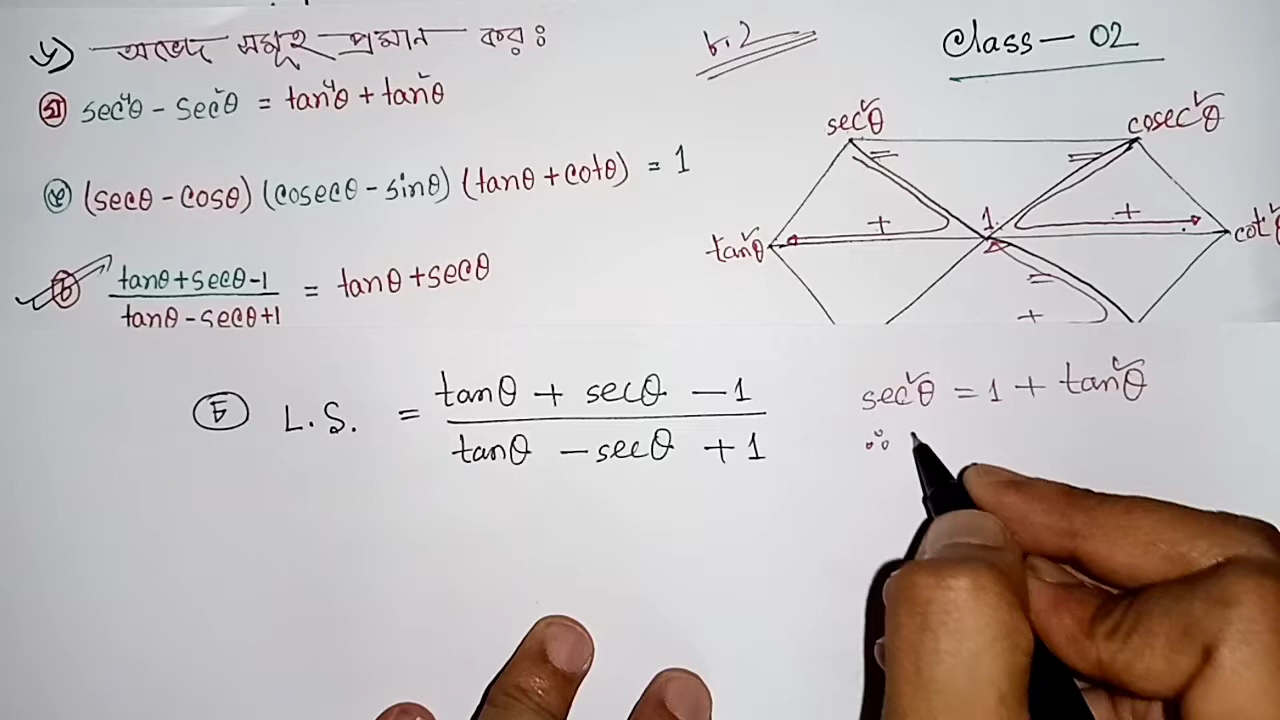 ৮) অভেদ সমূহ প্রমান কর:
৮.২
Class – 02
ঘ) sec⁴θ – sec²θ = tan⁴θ + tan²θ
ঙ) (secθ – cosθ) (cosecθ – sinθ) (tanθ + cotθ) = 1
চ) (tanθ + secθ – 1) / (tanθ – secθ + 1) = tanθ + secθ
sec²θ cosec²θ
= =
tan²θ + 1 + cot²θ
=
+
চ) L.S. = (tanθ + secθ – 1) / (tanθ – secθ + 1)
sec²θ = 1 + tan²θ
∴